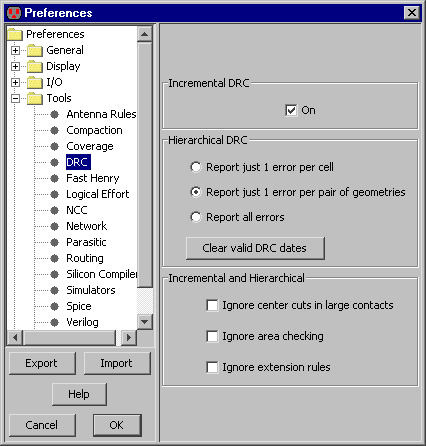 Preferences
Preferences
General
Display
I/O
Tools
Antenna Rules
Compaction
Coverage
DRC
Fast Henry
Logical Effort
NCC
Network
Parasitic
Routing
Silicon Compiler
Simulators
Spice
Verilog
Export
Import
Help
Cancel
OK
Incremental DRC
On
Hierarchical DRC
Report just 1 error per cell
Report just 1 error per pair of geometries
Report all errors
Clear valid DRC dates
Incremental and Hierarchical
Ignore center cuts in large contacts
Ignore area checking
Ignore extension rules